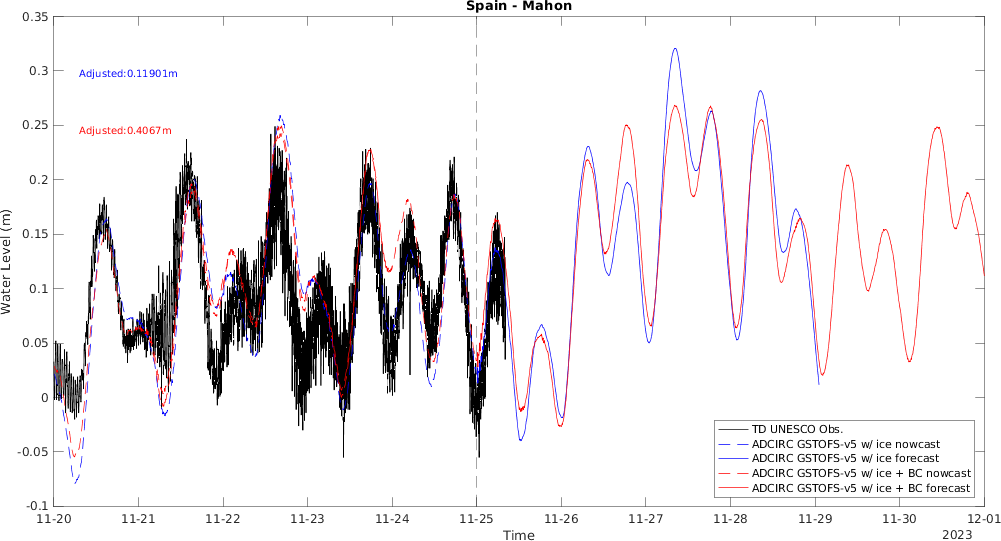 Spain - Mahon
0.35
0.3
0.25
0.2
0.15
0.1
0.05
0
-0.05
-0.1
Water Level (m)
Adjusted:0.11901m
Adjusted:0.4067m
TD UNESCO Obs.
ADCIRC GSTOFS-v5 w/ ice nowcast
ADCIRC GSTOFS-v5 w/ ice forecast
ADCIRC GSTOFS-v5 w/ ice + BC nowcast
ADCIRC GSTOFS-v5 w/ ice + BC forecast
11-20 11-21 11-22 11-23 11-24 11-25 11-26 11-27 11-28 11-29 11-30 12-01
Time
2023